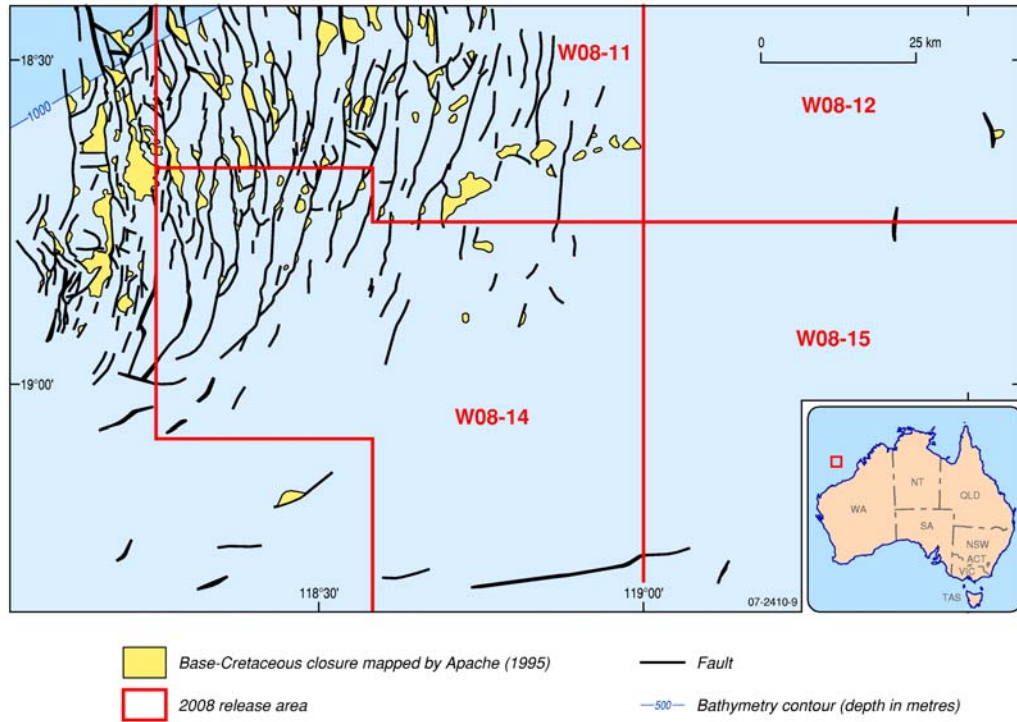 18°30'
1000
W08-11
0
25 km
W08-12
W08-15
19°00'
W08-14
118°30'
119°00'
07-2410-9
WA
NT
QLD
SA
NSW
ACT
VIC
TAS
Base-Cretaceous closure mapped by Apache (1995)
Fault
2008 release area
500
Bathymetry contour (depth in metres)